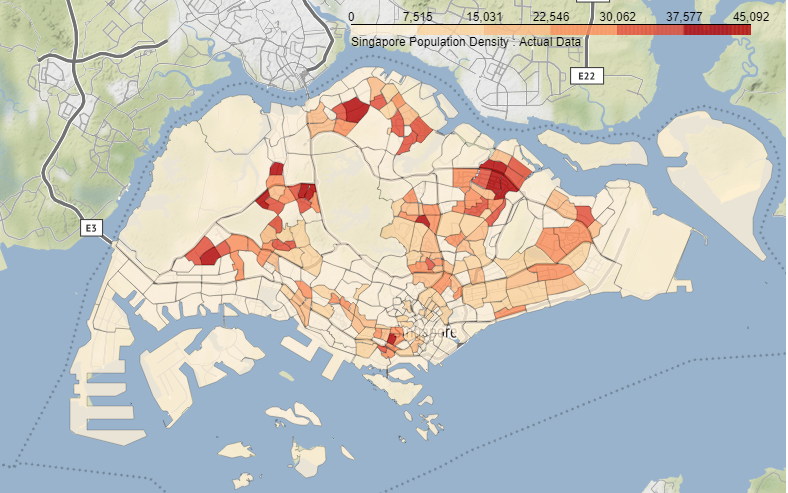 0 7,515 15,031 22,546 30,062 37,577 45,092
Singapore Population Density : Actual Data
E22
E3